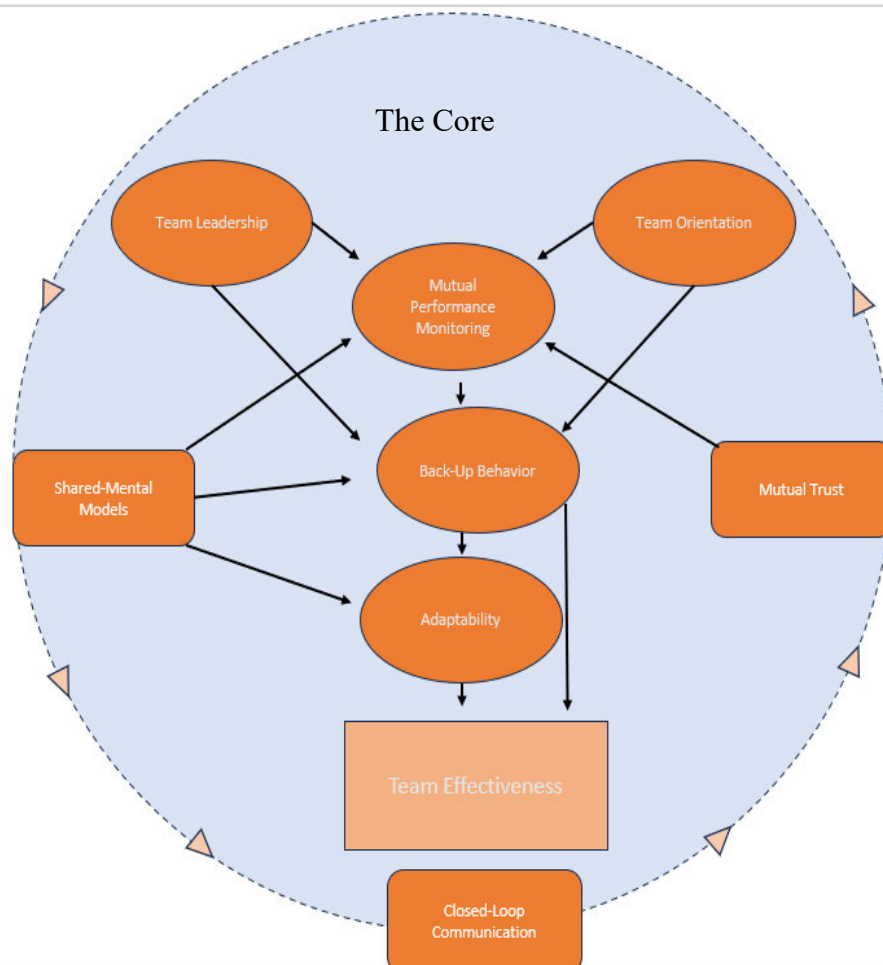 The Core
Team Leadership
Team Orientation
Mutual
Performance
Monitoring
Shared-Mental
Models
Back-Up Behavior
Mutual Trust
Adaptability
Team Effectiveness
Closed-Loop
Communication